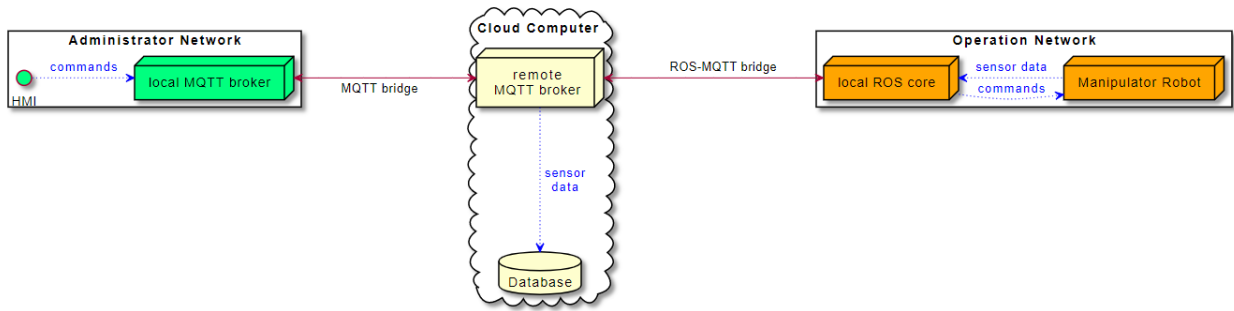 Administrator Network
commands
local MQTT broker
HMI
MQTT bridge
Cloud Computer
remote
MQTT broker
sensor
data
Database
ROS-MQTT bridge
Operation Network
local ROS core
sensor data
commands
Manipulator Robot